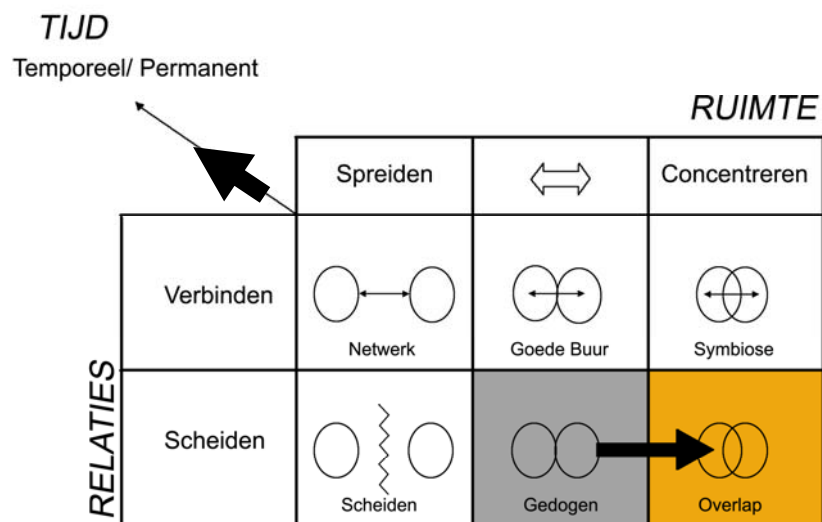 TIJD
Temporeel/ Permanent
RUIMTE
Spreiden
Concentreren
Verbinden
Netwerk
Goede Buur
Symbiose
RELATIES
Scheiden
Scheiden
Gedogen
Overlap